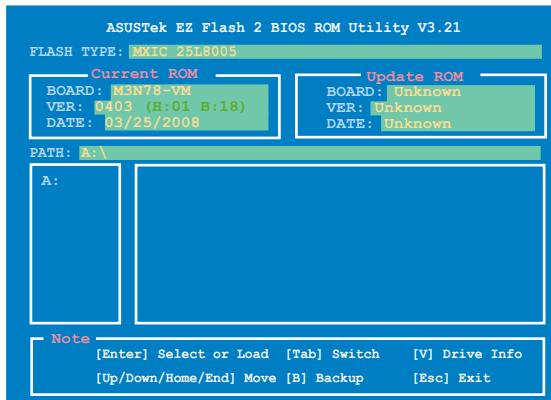 ASUSTek EZ Flash 2 BIOS ROM Utility V3.21
FLASH TYPE: MXIC 25L8005
Current ROM
BOARD: M3N78-VM
VER: 0403 (H:01 B:18)
DATE: 03/25/2008
Update ROM
BOARD: Unknown
VER: Unknown
DATE: Unknown
PATH: A:\
A:
Note
[Enter] Select or Load [Tab] Switch [V] Drive Info
[Up/Down/Home/End] Move [B] Backup [Esc] Exit